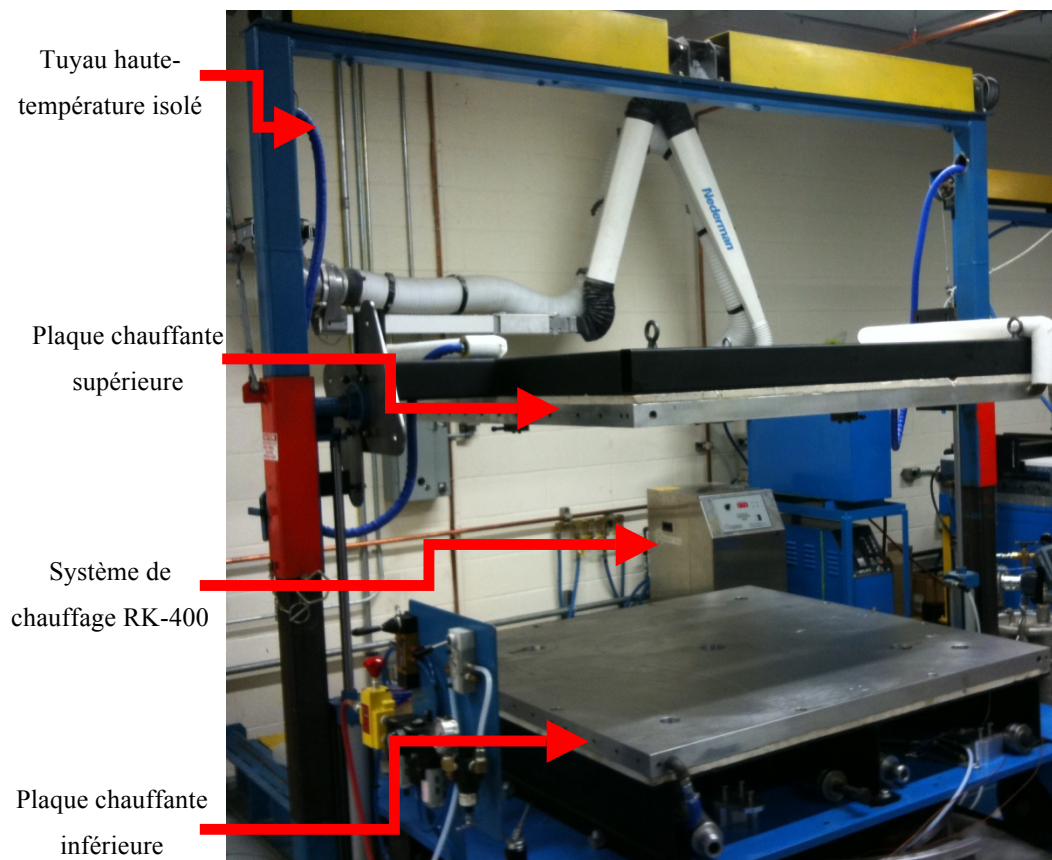 Tuyau haute-
température isolé
Nederman
Plaque chauffante
supérieure
Système de
chauffage RK-400
Plaque chauffante
inférieure